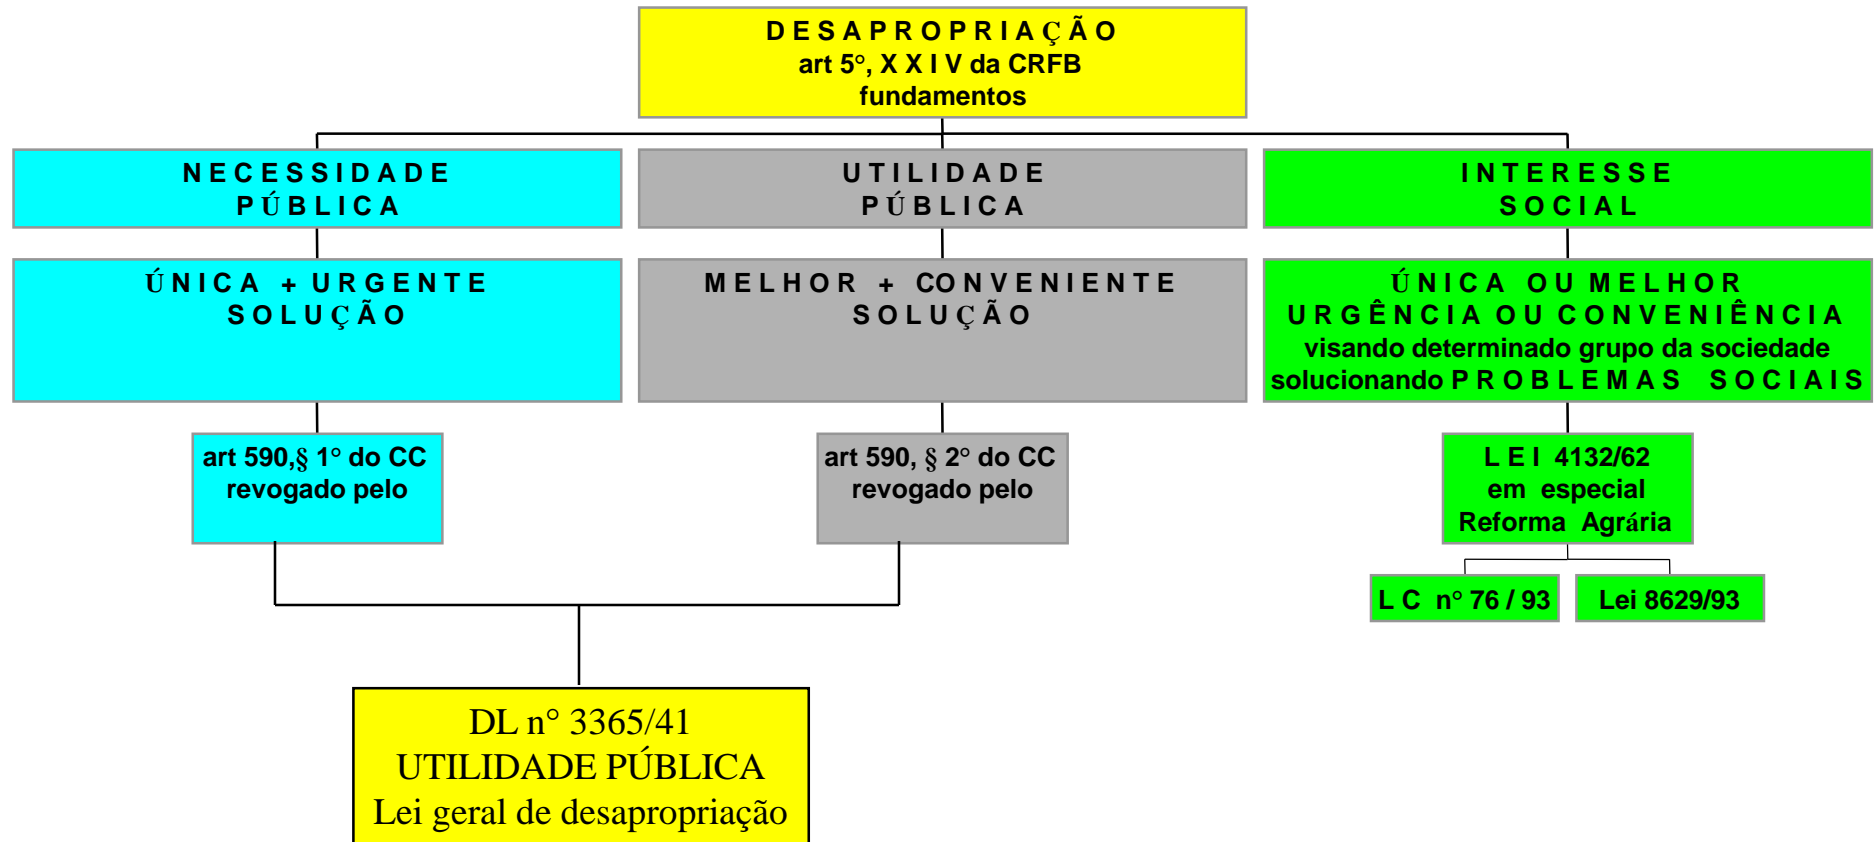 DESAPROPRIAÇÃO
art 5°, X X I V da CRFB
fundamentos
NECESSIDADE
PÚBLICA
UTILIDADE
PÚBLICA
INTERESSE
SOCIAL
ÚNICA + URGENTE
SOLUÇÃO
MELHOR + CONVENIENTE
SOLUÇÃO
ÚNICA OU MELHOR
URGÊNCIA OU CONVENIÊNCIA
visando determinado grupo da sociedade
solucionando PROBLEMAS SOCIAIS
art 590,§ 1° do CC
revogado pelo
art 590, § 2° do CC
revogado pelo
LEI 4132/62
em especial
Reforma Agrária
L C n° 76 / 93
Lei 8629/93
DL n° 3365/41
UTILIDADE PÚBLICA
Lei geral de desapropriação